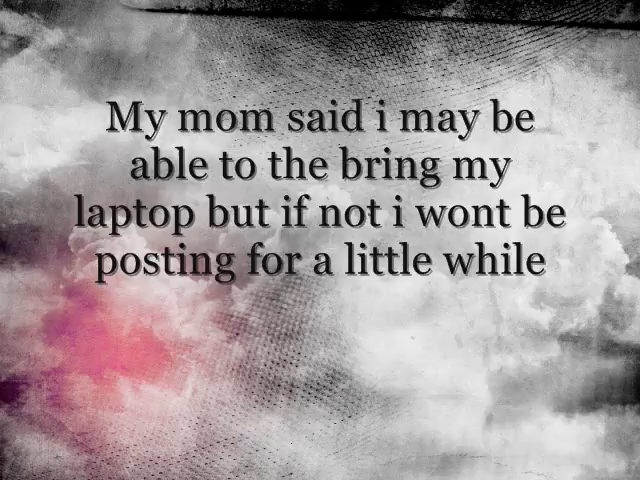 My mom said i may be
able to the bring my
laptop but if not i wont be
posting for a little while